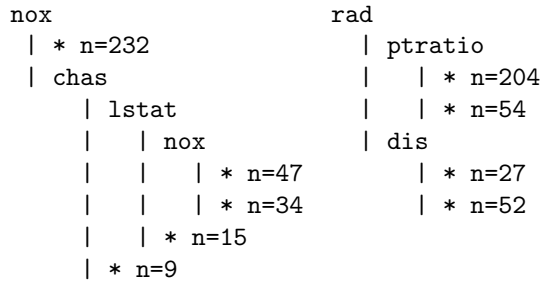 nox
| * n=232
| chas
| lstat
| | nox
| | | * n=47
| | | * n=34
| | * n=15
| * n=9
rad
| ptratio
| | * n=204
| | * n=54
| dis
| * n=27
| * n=52